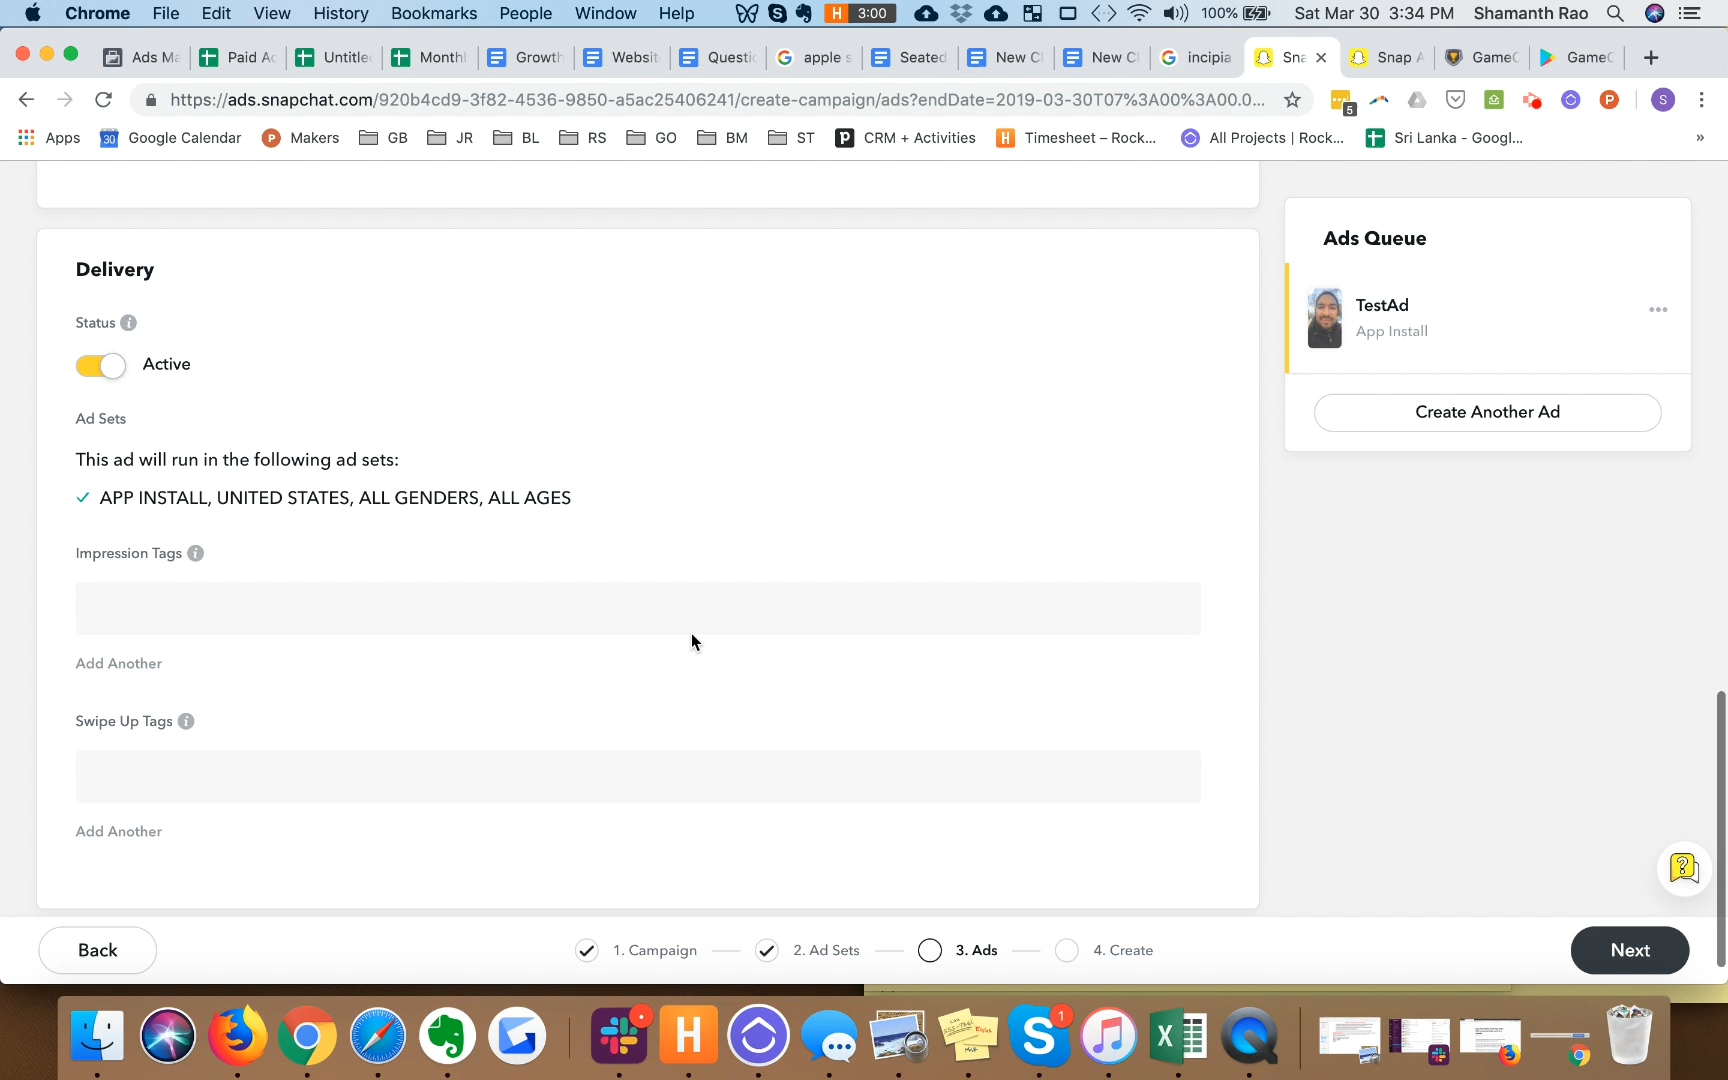 Chrome File Edit View History Bookmarks People Window Help H 3:00 100% Sat Mar 30 3:34 PM Shamanth Rao
Ads Ma Paid Ac Untitle Monthl Growth Websit Questi apple s Seated New Cl New Cl incipia Sna Snap A GameC GameC
https://ads.snapchat.com/920b4cd9-3f82-4536-9850-a5ac25406241/create-campaign/ads?endDate=2019-03-30T07%3A00%3A00.0... 5 P S
Apps 30 Google Calendar P Makers GB JR BL RS GO BM ST P CRM + Activities H Timesheet – Rock... All Projects | Rock... Sri Lanka - Googl... »
Delivery
Status i
Active
Ad Sets
This ad will run in the following ad sets:
APP INSTALL, UNITED STATES, ALL GENDERS, ALL AGES
Impression Tags i
Add Another
Swipe Up Tags i
Add Another
Ads Queue
TestAd
App Install
Create Another Ad
?
Back 1. Campaign 2. Ad Sets 3. Ads 4. Create Next
H S 1 X